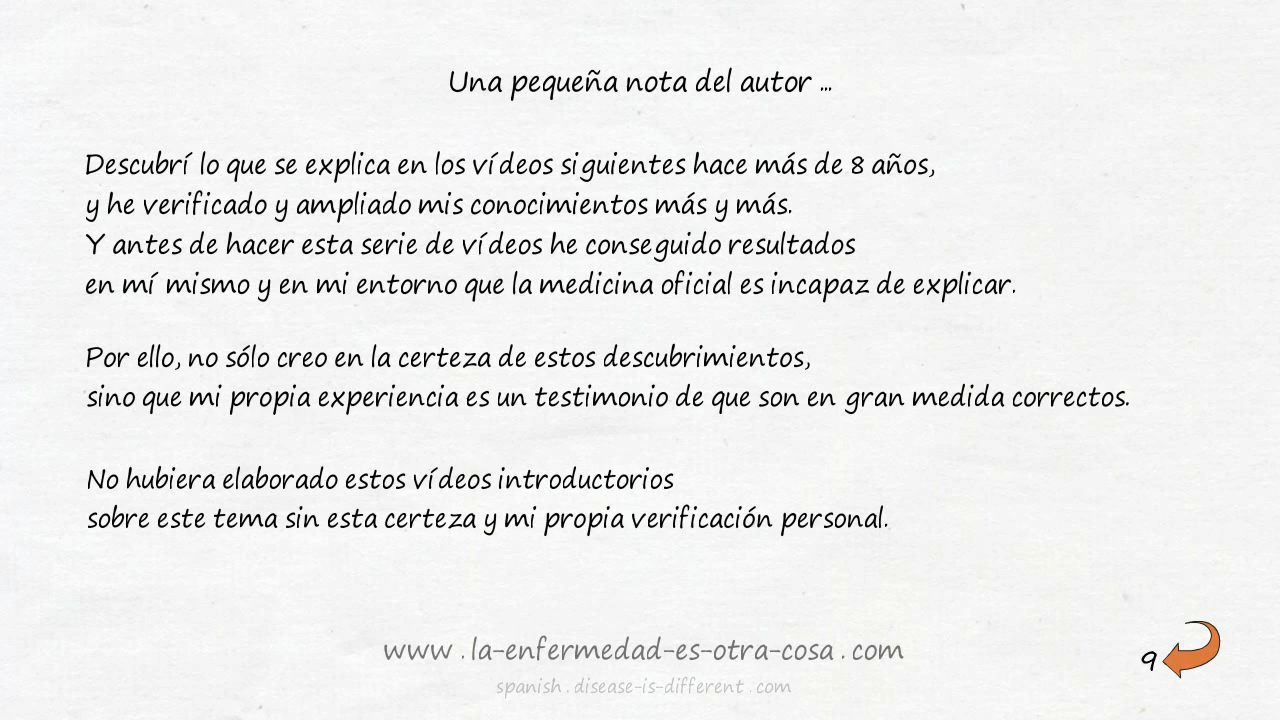 Una pequeña nota del autor ...
Descubrí lo que se explica en los vídeos siguientes hace más de 8 años,
y he verificado y ampliado mis conocimientos más y más.
Y antes de hacer esta serie de vídeos he conseguido resultados
en mí mismo y en mi entorno que la medicina oficial es incapaz de explicar.
Por ello, no sólo creo en la certeza de estos descubrimientos,
sino que mi propia experiencia es un testimonio de que son en gran medida correctos.
No hubiera elaborado estos vídeos introductorios
sobre este tema sin esta certeza y mi propia verificación personal.
www . la-enfermedad-es-otra-cosa . com
spanish . disease-is-different . com
9